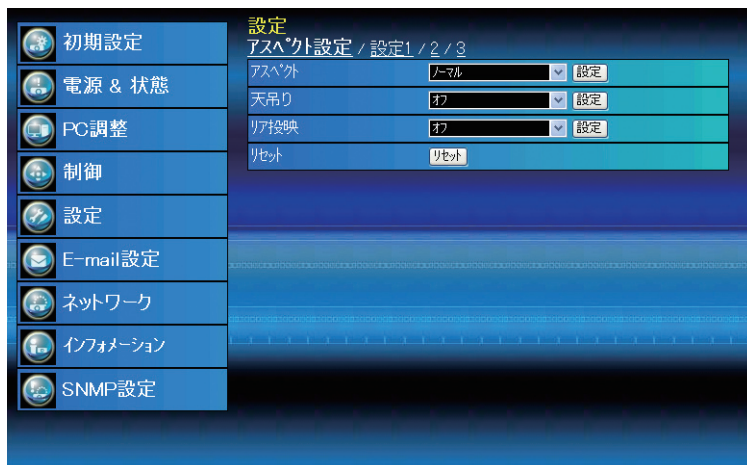 初期設定
電源 & 状態
PC調整
制御
設定
E-mail設定
ネットワーク
インフォメーション
SNMP設定
設定
アスペクト設定 / 設定1 / 2 / 3
アスペクト ノーマル 設定
天吊り オフ 設定
リア投映 オフ 設定
リセット リセット